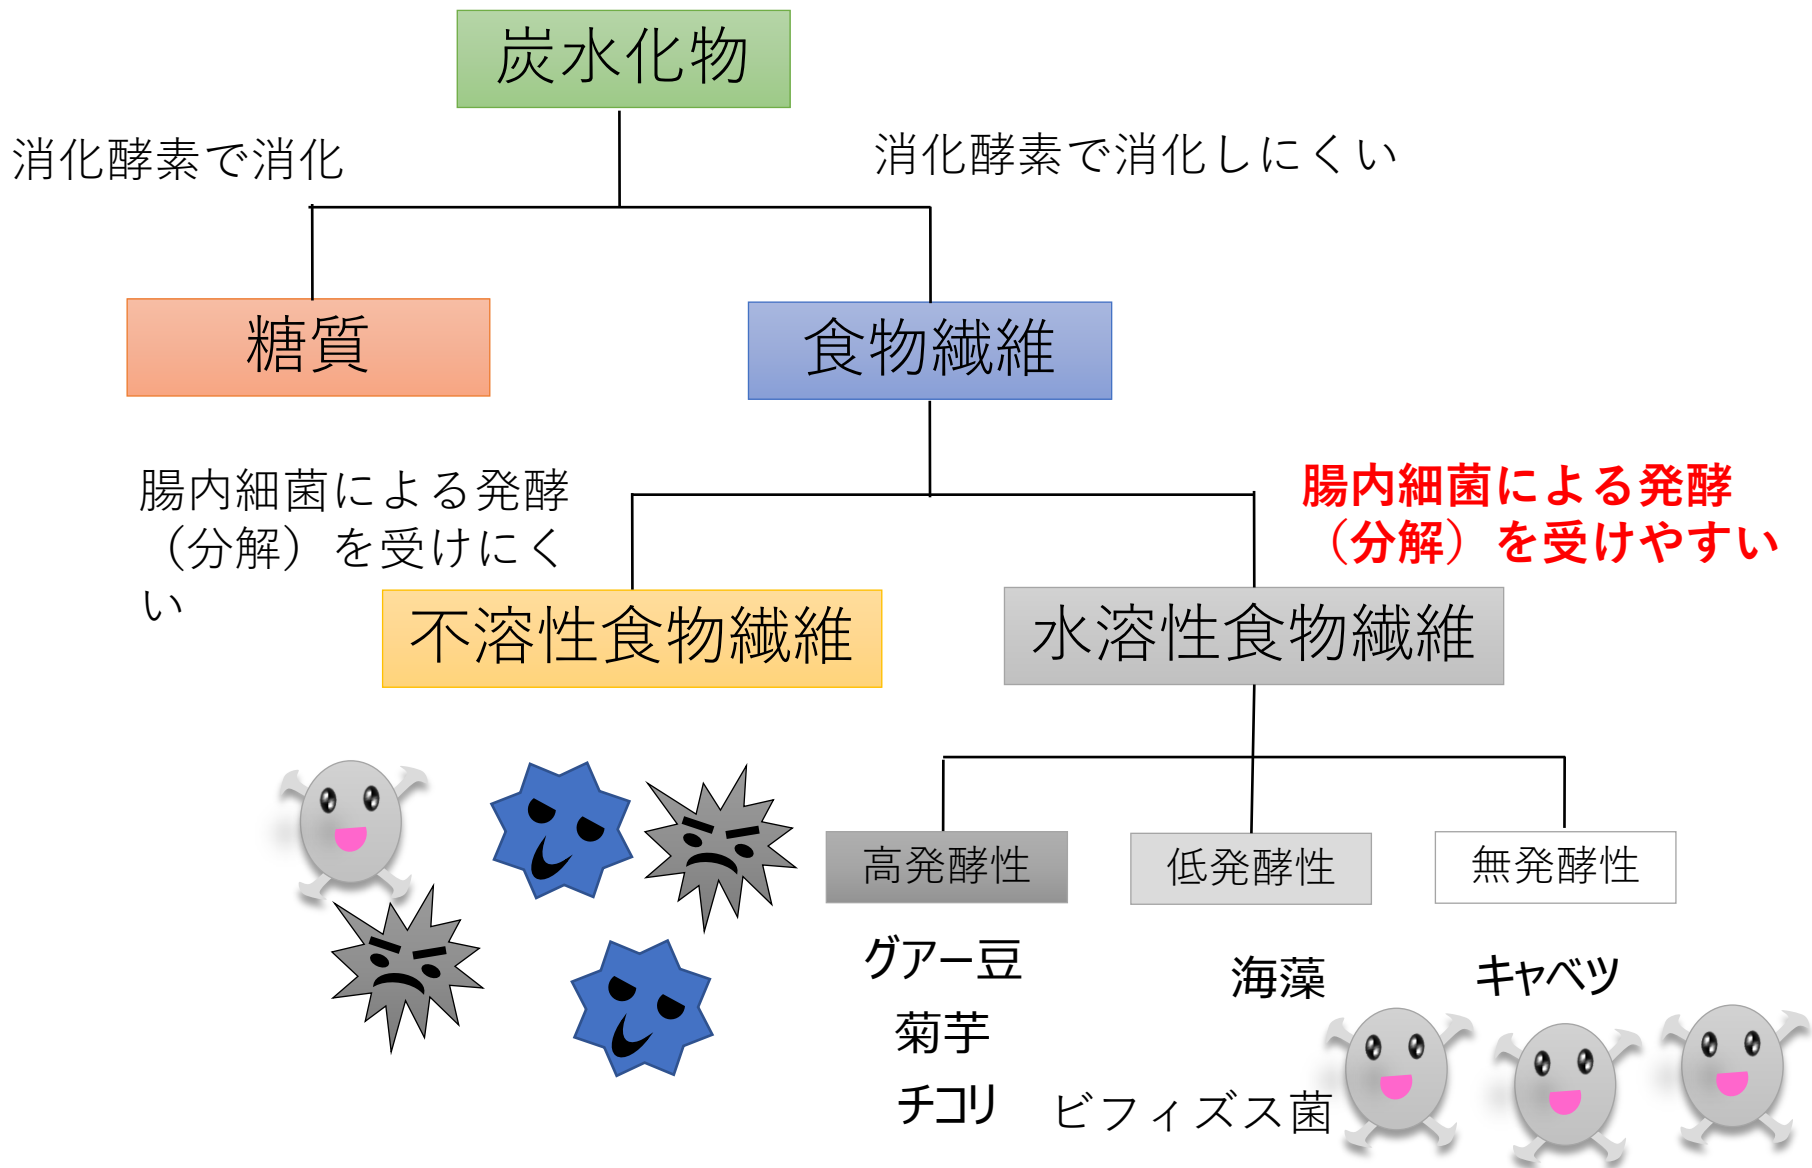 炭水化物
消化酵素で消化
消化酵素で消化しにくい
糖質
食物繊維
腸内細菌による発酵
（分解）を受けにく
い
腸内細菌による発酵
（分解）を受けやすい
不溶性食物繊維
水溶性食物繊維
高発酵性
低発酵性
無発酵性
グアー豆
海藻
キャベツ
菊芋
チコリ
ビフィズス菌